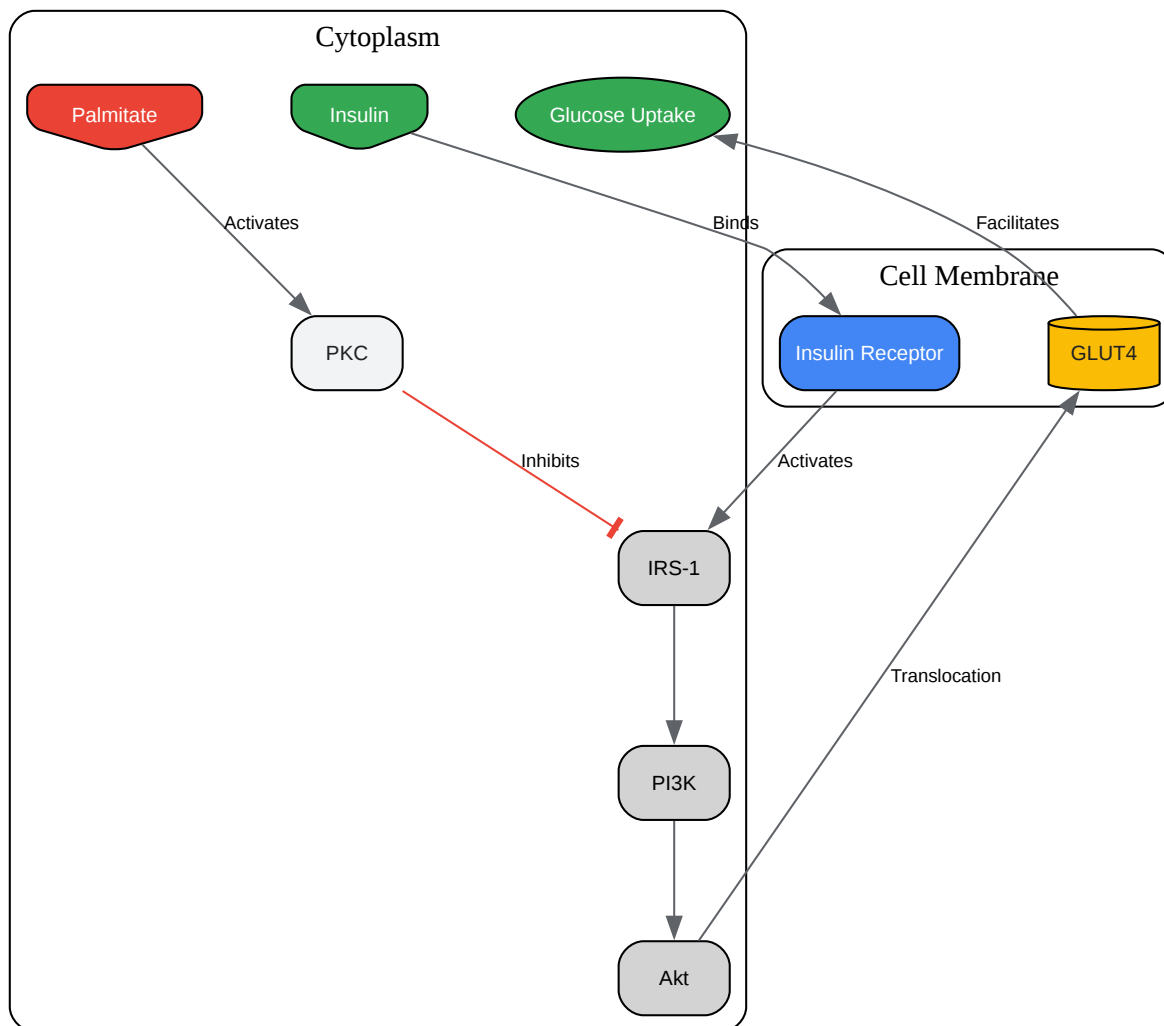 Cytoplasm
Palmitate
Insulin
Glucose Uptake
Activates
Binds
Facilitates
Cell Membrane
PKC
Insulin Receptor
GLUT4
Inhibits
Activates
IRS-1
Translocation
PI3K
Akt